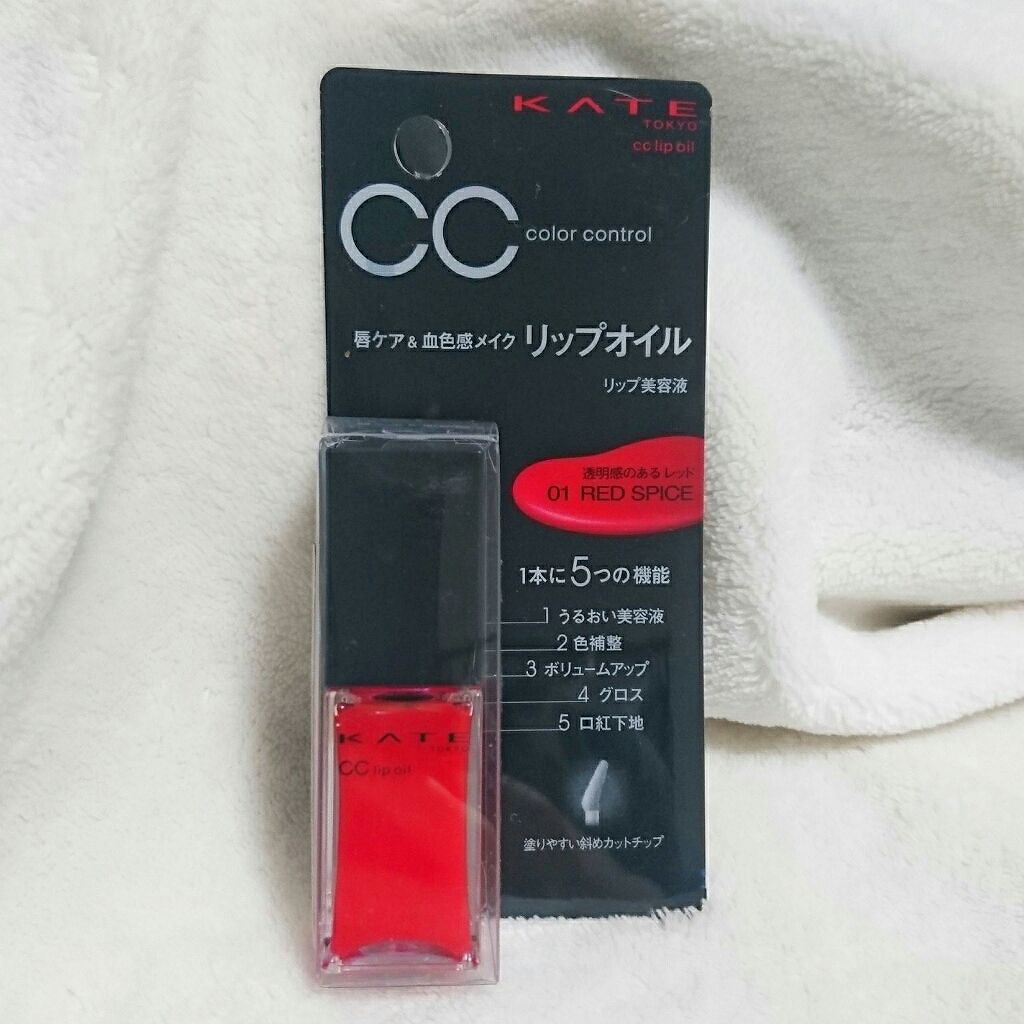 KATE
TOKYO
cc lip oil
CC color control
唇ケア & 血色感メイク リップオイル
リップ美容液
透明感のある レッド
01 RED SPICE
1本に5つの機能
1 うるおい美容液
2 色補整
3 ボリュームアップ
4 グロス
5 口紅下地
塗りやすい斜めカットチップ
KATE
TOKYO
CC lip oil